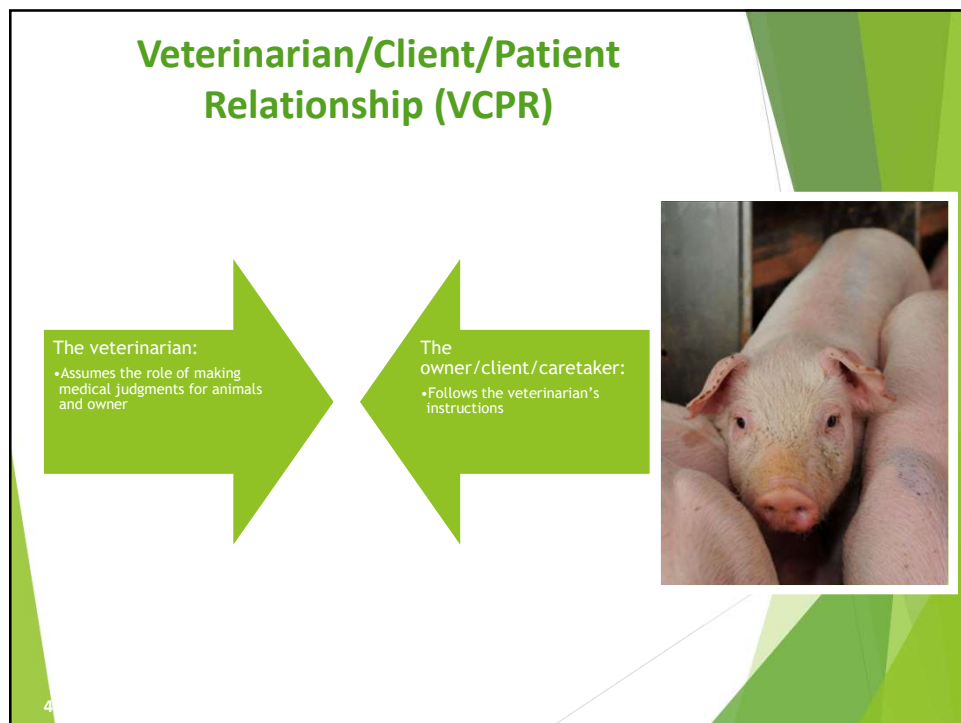 Veterinarian/Client/Patient
Relationship (VCPR)
The veterinarian:
•Assumes the role of making
medical judgments for animals
and owner
The
owner/client/caretaker:
•Follows the veterinarian's
instructions
4